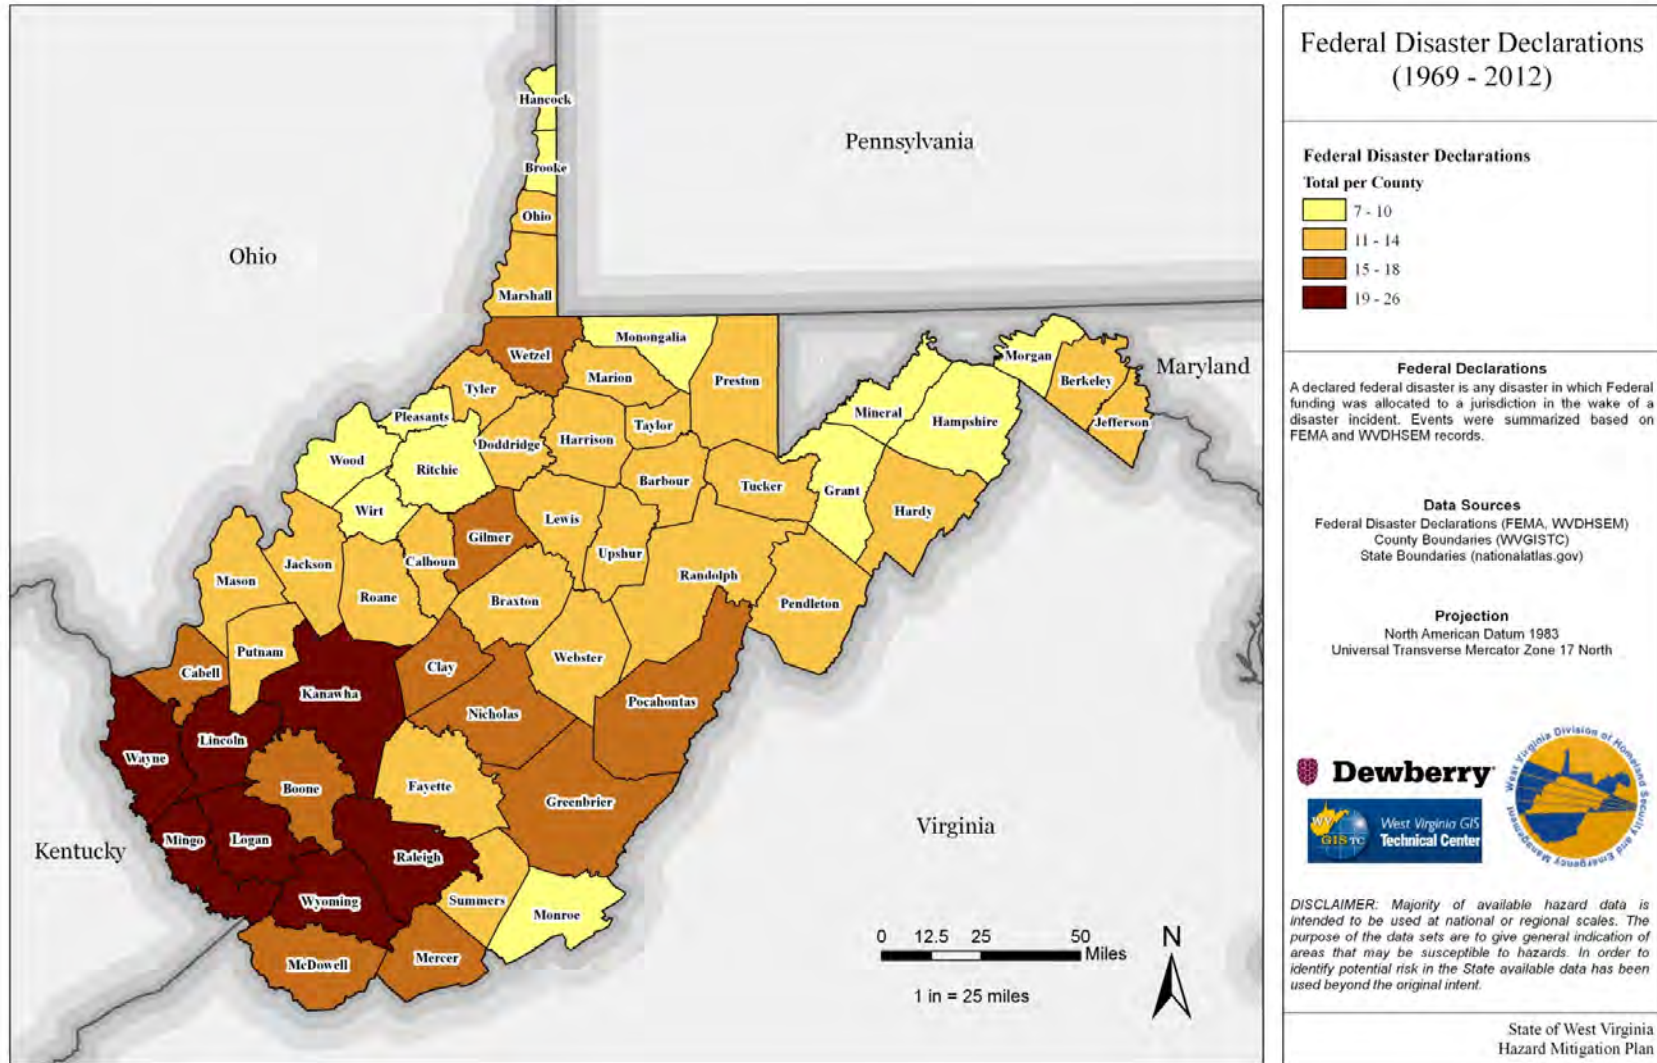 Federal Disaster Declarations
(1969 - 2012)
Federal Disaster Declarations
Total per County
7 - 10
11 - 14
15 - 18
19 - 26
Federal Declarations
A declared federal disaster is any disaster in which Federal
funding was allocated to a jurisdiction in the wake of a
disaster incident. Events were summarized based on
FEMA and WVDHSEM records.
Data Sources
Federal Disaster Declarations (FEMA, WVDHSEM)
County Boundaries (WVGISTC)
State Boundaries (nationalatlas.gov)
Projection
North American Datum 1983
Universal Transverse Mercator Zone 17 North
Dewberry
WV
GIS TC
West Virginia GIS
Technical Center
West Virginia Division of Homeland Security and Emergency Management
DISCLAIMER: Majority of available hazard data is
intended to be used at national or regional scales. The
purpose of the data sets are to give general indication of
areas that may be susceptible to hazards. In order to
identify potential risk in the State available data has been
used beyond the original intent.
State of West Virginia
Hazard Mitigation Plan
Hancock
Pennsylvania
Brooke
Ohio
Ohio
Marshall
Monongalia
Wetzel
Morgan
Maryland
Marion
Preston
Berkeley
Tyler
Mineral
Pleasants
Hampshire
Jefferson
Taylor
Harrison
Doddridge
Wood
Ritchie
Barbour
Tucker
Grant
Wirt
Lewis
Hardy
Gilmer
Upshur
Calhoun
Jackson
Randolph
Mason
Roane
Braxton
Pendleton
Putnam
Webster
Clay
Cabell
Kanawha
Pocahontas
Nicholas
Lincoln
Wayne
Fayette
Boone
Greenbrier
Virginia
Mingo
Logan
Kentucky
Raleigh
Wyoming
Summers
Monroe
Mercer
McDowell
N
0 12.5 25 50
Miles
1 in = 25 miles